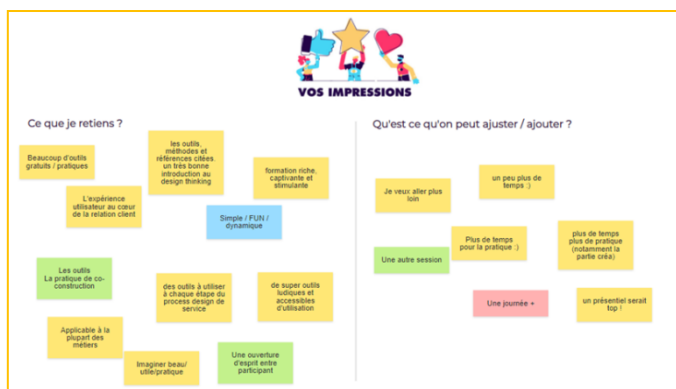 VOS IMPRESSIONS
Ce que je retiens ?
Beaucoup d'outils
gratuits / pratiques
les outils,
méthodes et
références citées.
un très bonne
introduction au
design thinking
formation riche,
captivante et
stimulante
L'expérience
utilisateur au cœur
de la relation client
Simple / FUN /
dynamique
Les outils
La pratique de co-
construction
des outils à utiliser
à chaque étape du
process design de
service
de super outils
ludiques et
accessibles
d'utilisation
Applicable à la
plupart des
métiers
Imaginer beau/
utile/pratique
Une ouverture
d'esprit entre
participant
Qu'est ce qu'on peut ajuster / ajouter ?
Je veux aller plus
loin
un peu plus de
temps :)
Une autre session
Plus de temps
pour la pratique :)
plus de temps
plus de pratique
(notamment la
partie créa)
Une journée +
un présentiel serait
top !